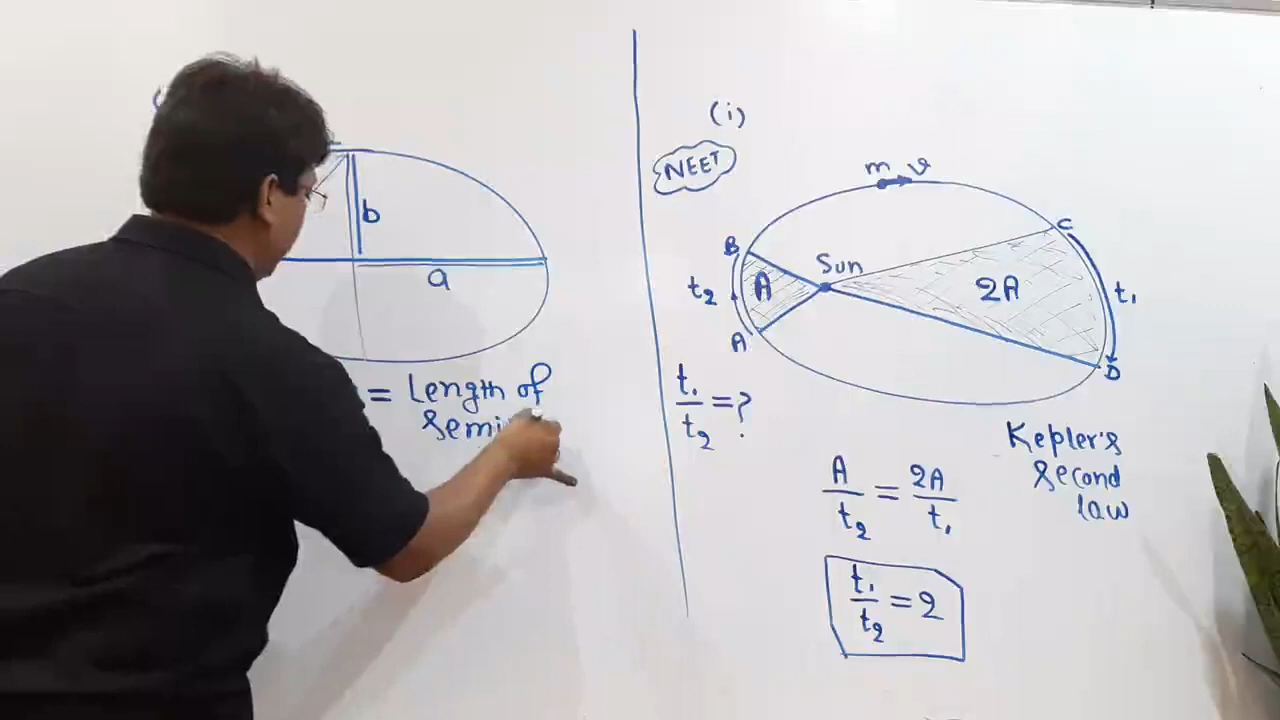 b
a
= Length of
semi
(i)
NEET
m v
B
C
Sun
t₂ A
2A
t₁
A
D
t₁/t₂ = ?
Kepler's
second
law
A/t₂ = 2A/t₁
t₁/t₂ = 2